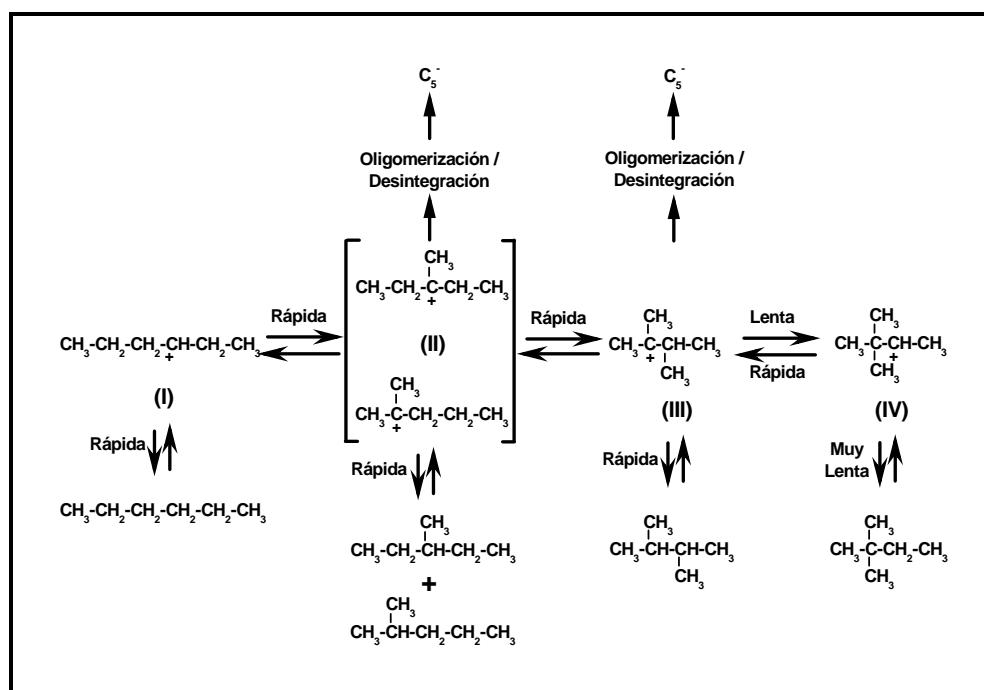 C₅⁻
C₅⁻
Oligomerización /
Desintegración
Oligomerización /
Desintegración
CH₃
CH₃-CH₂-C-CH₂-CH₃
+
Rápida
Rápida
CH₃
Lenta
CH₃
CH₃-CH₂-CH₂-CH-CH₂-CH₃
+
(II)
CH₃-C-CH-CH₃
+
CH₃
CH₃-C-CH-CH₃
+
CH₃
Rápida
(I)
CH₃
CH₃-C-CH₂-CH₂-CH₃
+
(III)
(IV)
Rápida
Rápida
Rápida
Muy
Lenta
CH₃-CH₂-CH₂-CH₂-CH₂-CH₃
CH₃
CH₃-CH₂-CH-CH₂-CH₃
+
CH₃
CH₃-CH-CH₂-CH₂-CH₃
CH₃
CH₃-CH-CH-CH₃
CH₃
CH₃
CH₃-C-CH₂-CH₃
CH₃